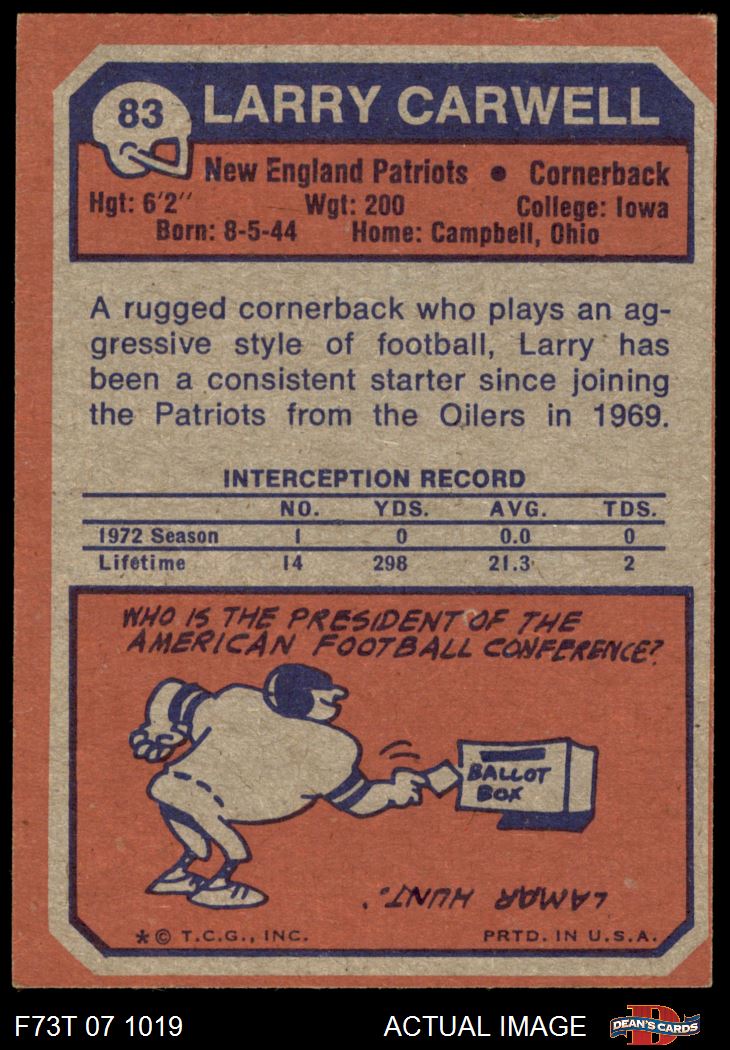 83
LARRY CARWELL
New England Patriots • Cornerback
Hgt: 6'2" Wgt: 200 College: Iowa
Born: 8-5-44 Home: Campbell, Ohio
A rugged cornerback who plays an ag-
gressive style of football, Larry has
been a consistent starter since joining
the Patriots from the Oilers in 1969.
INTERCEPTION RECORD
NO. YDS. AVG. TDS.
1972 Season 1 0 0.0 0
Lifetime 14 298 21.3 2
WHO IS THE PRESIDENT OF THE
AMERICAN FOOTBALL CONFERENCE?
BALLOT
BOX
LAMAR HUNT.
* © T.C.G., INC. PRTD. IN U.S.A.
F73T 07 1019 ACTUAL IMAGE
D
DEAN'S CARDS